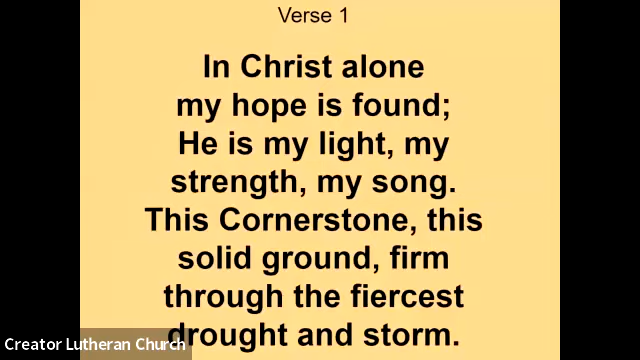 Verse 1
In Christ alone
my hope is found;
He is my light, my
strength, my song.
This Cornerstone, this
solid ground, firm
through the fiercest
drought and storm.
Creator Lutheran Church